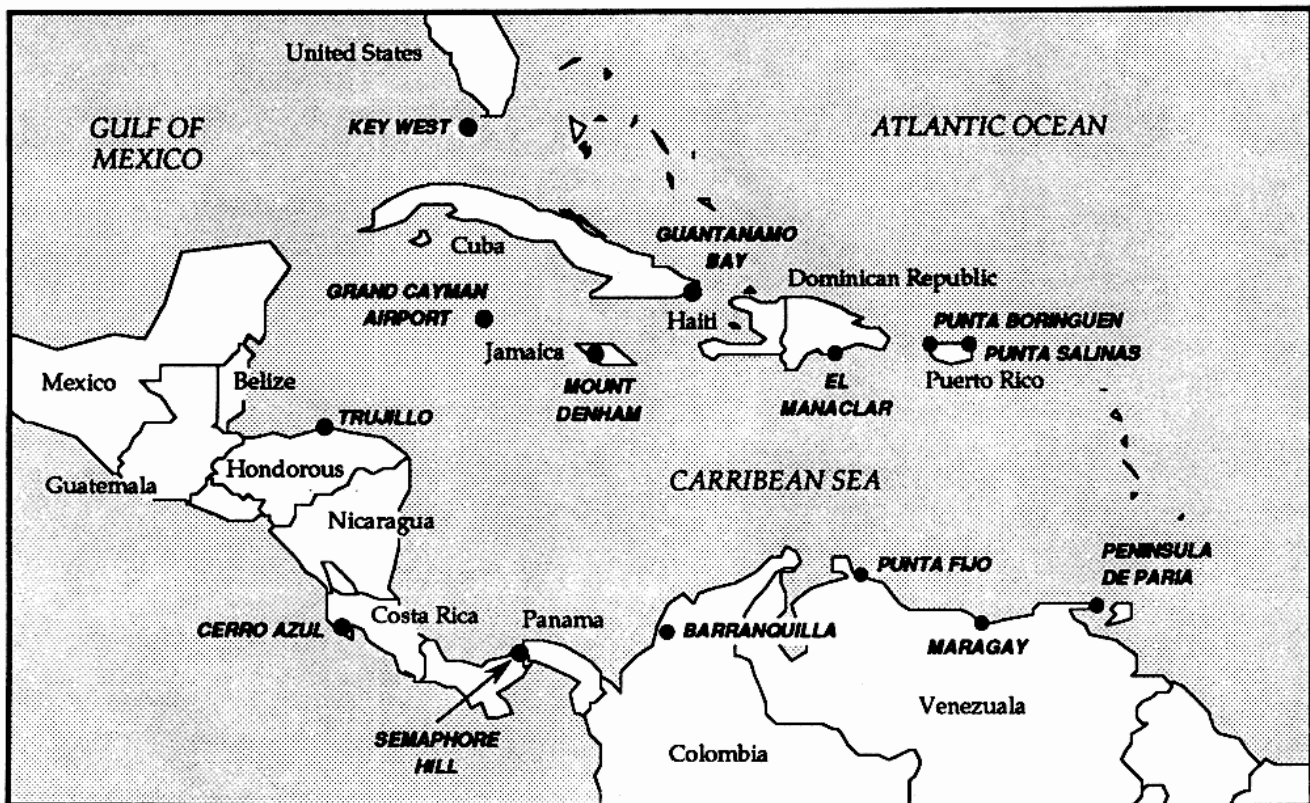 United States
GULF OF
MEXICO
KEY WEST
ATLANTIC OCEAN
Cuba
GUANTANAMO
BAY
Dominican Republic
GRAND CAYMAN
AIRPORT
Haiti
PUNTA BORINGUEN
PUNTA SALINAS
Jamaica
Mexico
Belize
MOUNT
DENHAM
EL
MANACLAR
Puerto Rico
TRUJILLO
Hondorous
Guatemala
CARRIBEAN SEA
Nicaragua
PENINSULA
DE PARIA
PUNTA FIJO
Costa Rica
Panama
CERRO AZUL
BARRANQUILLA
MARAGAY
Venezuala
SEMAPHORE
HILL
Colombia